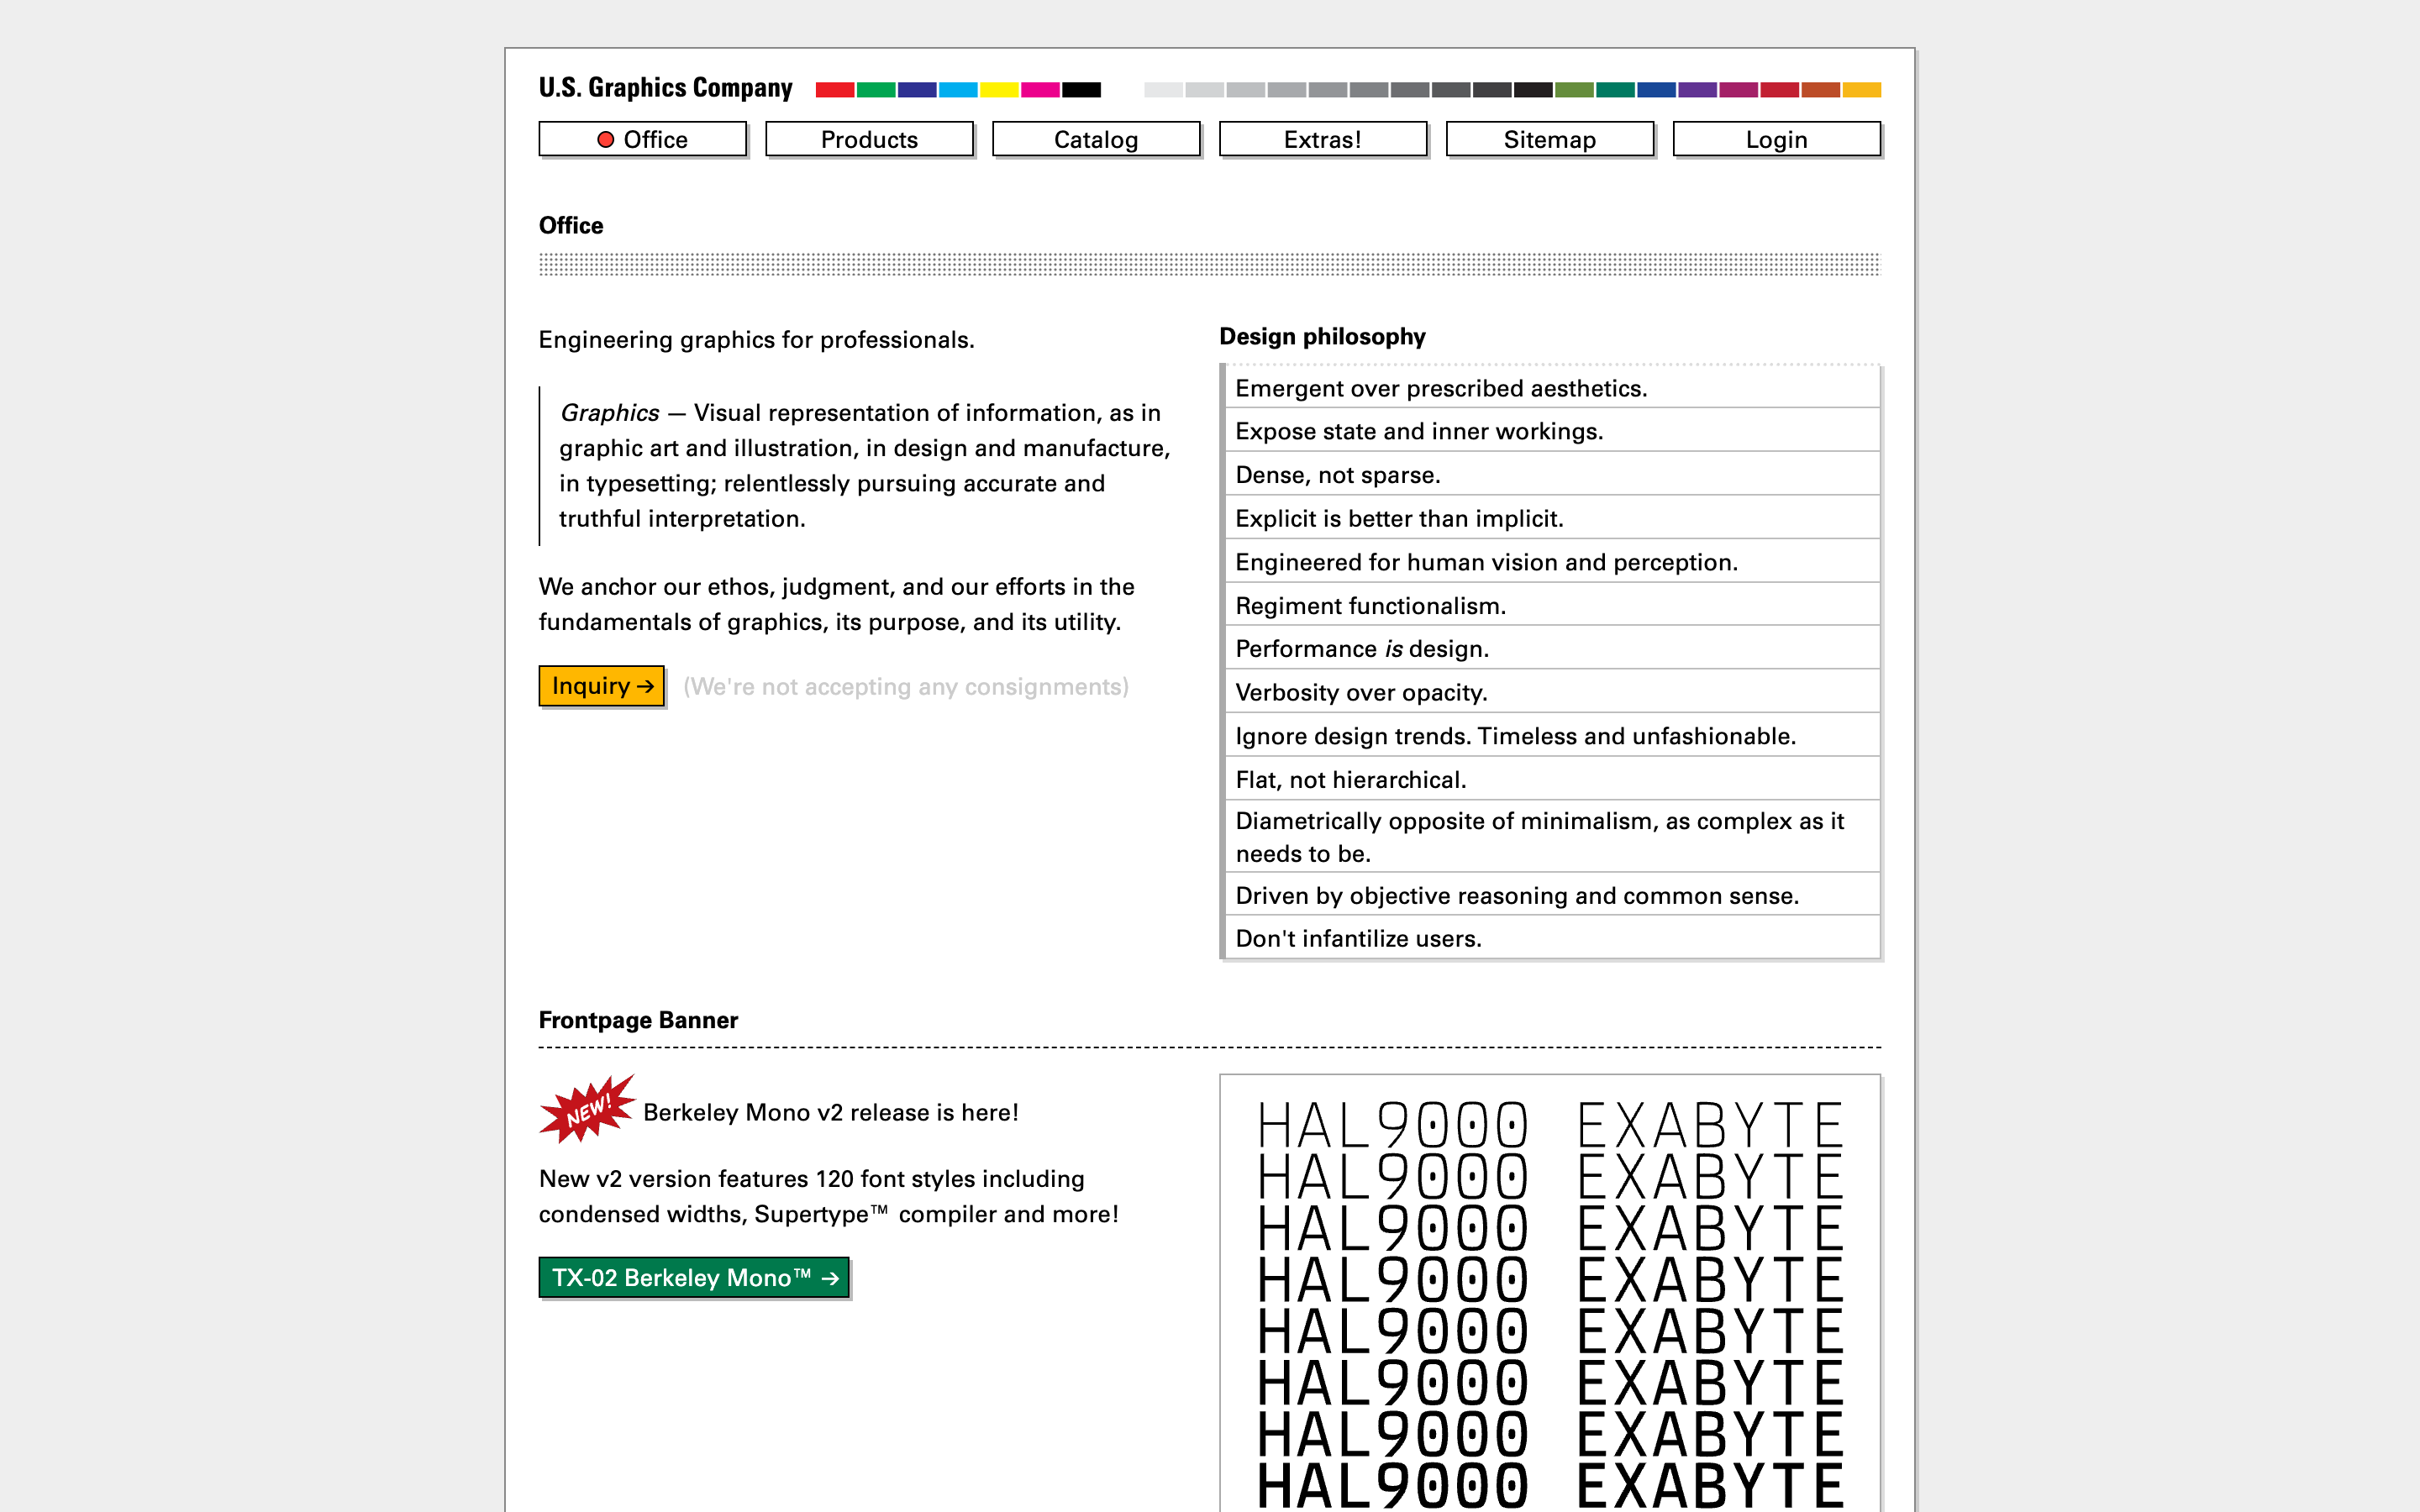 U.S. Graphics Company
Office
Products
Catalog
Extras!
Sitemap
Login
Office
Engineering graphics for professionals.
Graphics — Visual representation of information, as in
graphic art and illustration, in design and manufacture,
in typesetting; relentlessly pursuing accurate and
truthful interpretation.
We anchor our ethos, judgment, and our efforts in the
fundamentals of graphics, its purpose, and its utility.
Inquiry → (We're not accepting any consignments)
Design philosophy
Emergent over prescribed aesthetics.
Expose state and inner workings.
Dense, not sparse.
Explicit is better than implicit.
Engineered for human vision and perception.
Regiment functionalism.
Performance is design.
Verbosity over opacity.
Ignore design trends. Timeless and unfashionable.
Flat, not hierarchical.
Diametrically opposite of minimalism, as complex as it
needs to be.
Driven by objective reasoning and common sense.
Don't infantilize users.
Frontpage Banner
NEW! Berkeley Mono v2 release is here!
New v2 version features 120 font styles including
condensed widths, Supertype™ compiler and more!
TX-02 Berkeley Mono™ →
HAL9000 EXABYTE
HAL9000 EXABYTE
HAL9000 EXABYTE
HAL9000 EXABYTE
HAL9000 EXABYTE
HAL9000 EXABYTE
HAL9000 EXABYTE
HAL9000 EXABYTE